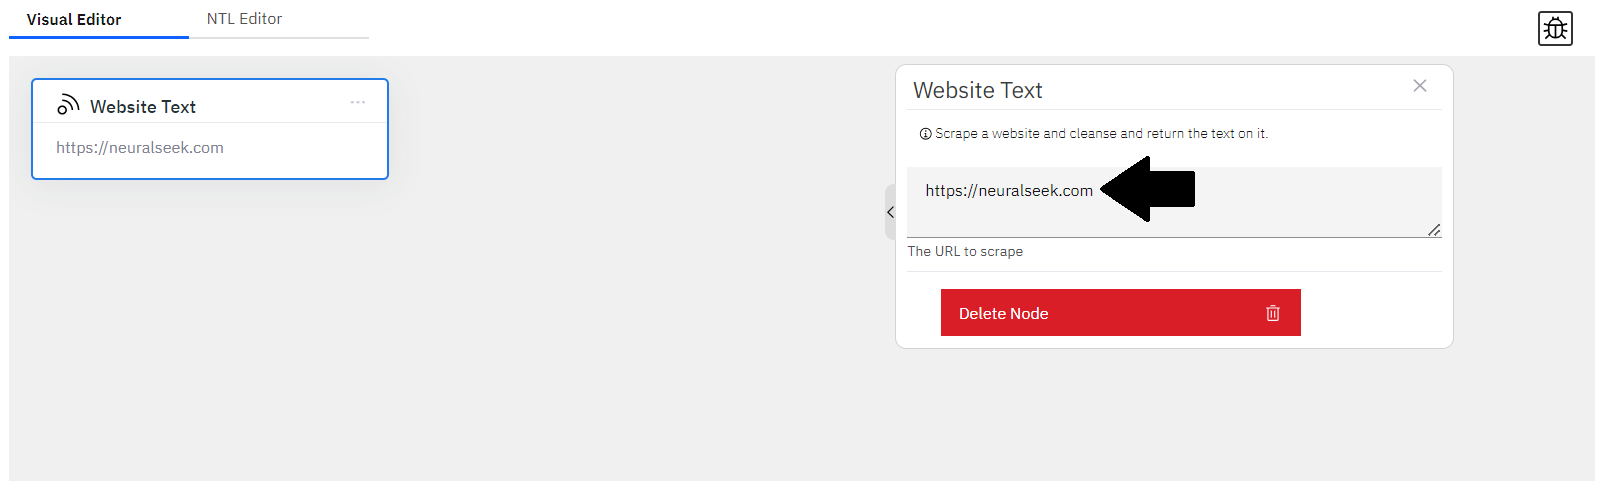 Visual Editor
NTL Editor
Website Text
https://neuralseek.com
Website Text
Scrape a website and cleanse and return the text on it.
https://neuralseek.com
The URL to scrape
Delete Node